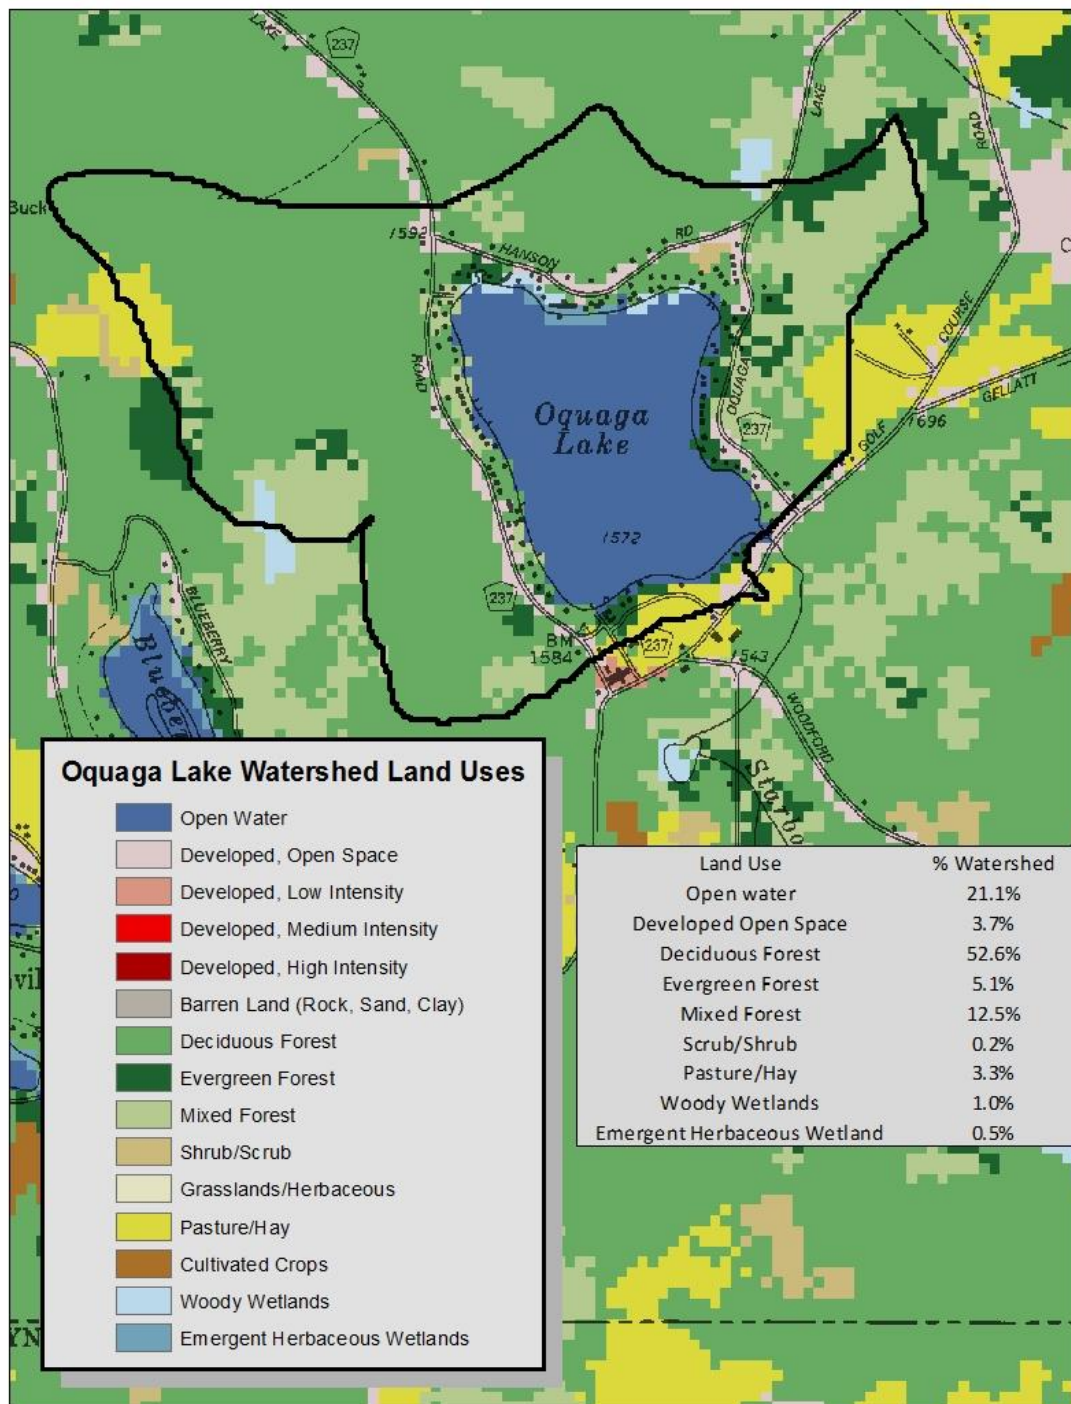 LAKE
237
LAKE
ROAD
Buck
1592
HANSON
RD
COURSE
ROAD
OQUAGA
GELLATT
Oquaga
Lake
237
1696
GOLF
1572
BLUEBERRY
237
BM
1584
237
1543
WOODFORD
Oquaga Lake Watershed Land Uses
Open Water
Developed, Open Space
Developed, Low Intensity
Developed, Medium Intensity
Developed, High Intensity
Barren Land (Rock, Sand, Clay)
Deciduous Forest
Evergreen Forest
Mixed Forest
Shrub/Scrub
Grasslands/Herbaceous
Pasture/Hay
Cultivated Crops
Woody Wetlands
Emergent Herbaceous Wetlands
Land Use % Watershed
Open water 21.1%
Developed Open Space 3.7%
Deciduous Forest 52.6%
Evergreen Forest 5.1%
Mixed Forest 12.5%
Scrub/Shrub 0.2%
Pasture/Hay 3.3%
Woody Wetlands 1.0%
Emergent Herbaceous Wetland 0.5%